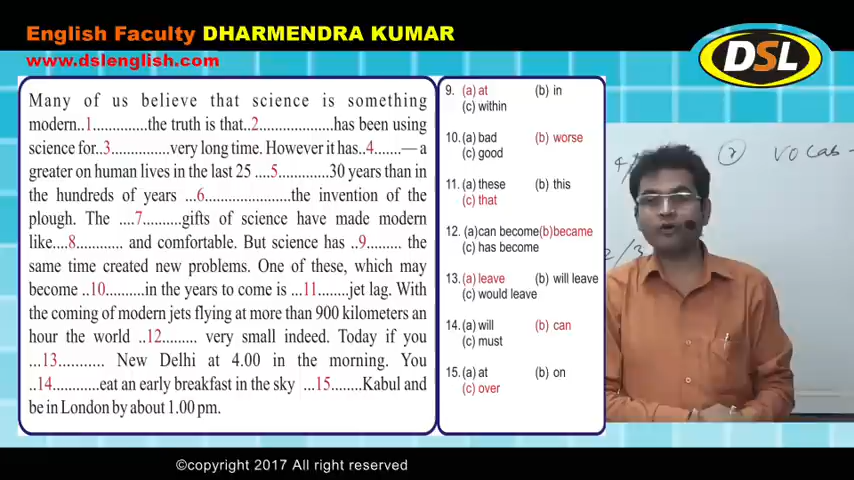 English Faculty DHARMENDRA KUMAR
www.dslenglish.com
DSL
Many of us believe that science is something
modern..1.............the truth is that..2...............has been using
science for..3...............very long time. However it has..4.......— a
greater on human lives in the last 25 ....5............30 years than in
the hundreds of years ...6.....................the invention of the
plough. The ....7.........gifts of science have made modern
like....8........... and comfortable. But science has ..9......... the
same time created new problems. One of these, which may
become ..10...........in the years to come is ...11.......jet lag. With
the coming of modern jets flying at more than 900 kilometers an
hour the world ..12......... very small indeed. Today if you
...13........... New Delhi at 4.00 in the morning. You
..14............eat an early breakfast in the sky ...15........Kabul and
be in London by about 1.00 pm.
9. (a) at (b) in
(c) within
10. (a) bad (b) worse
(c) good
11. (a) these (b) this
(c) that
12. (a)can become(b)became
(c) has become
13. (a) leave (b) will leave
(c) would leave
14. (a) will (b) can
(c) must
15. (a) at (b) on
(c) over
2 vocab -
2/3
©copyright 2017 All right reserved